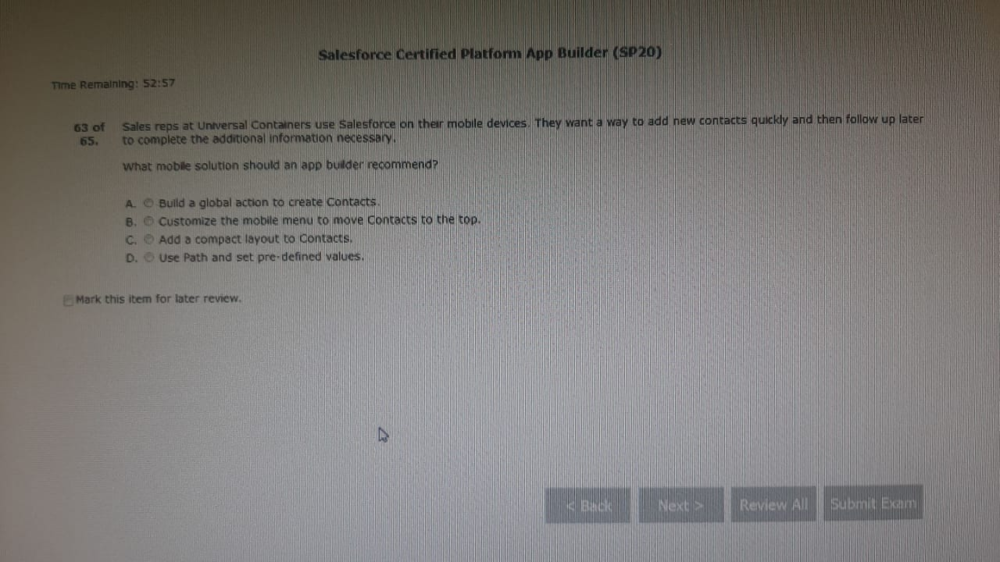 Salesforce Certified Platform App Builder (SP20)
Time Remaining: 52:57
63 of 65. Sales reps at Universal Containers use Salesforce on their mobile devices. They want a way to add new contacts quickly and then follow up later
to complete the additional information necessary.
What mobile solution should an app builder recommend?
A. Build a global action to create Contacts.
B. Customize the mobile menu to move Contacts to the top.
C. Add a compact layout to Contacts.
D. Use Path and set pre-defined values.
Mark this item for later review.
< Back Next > Review All Submit Exam